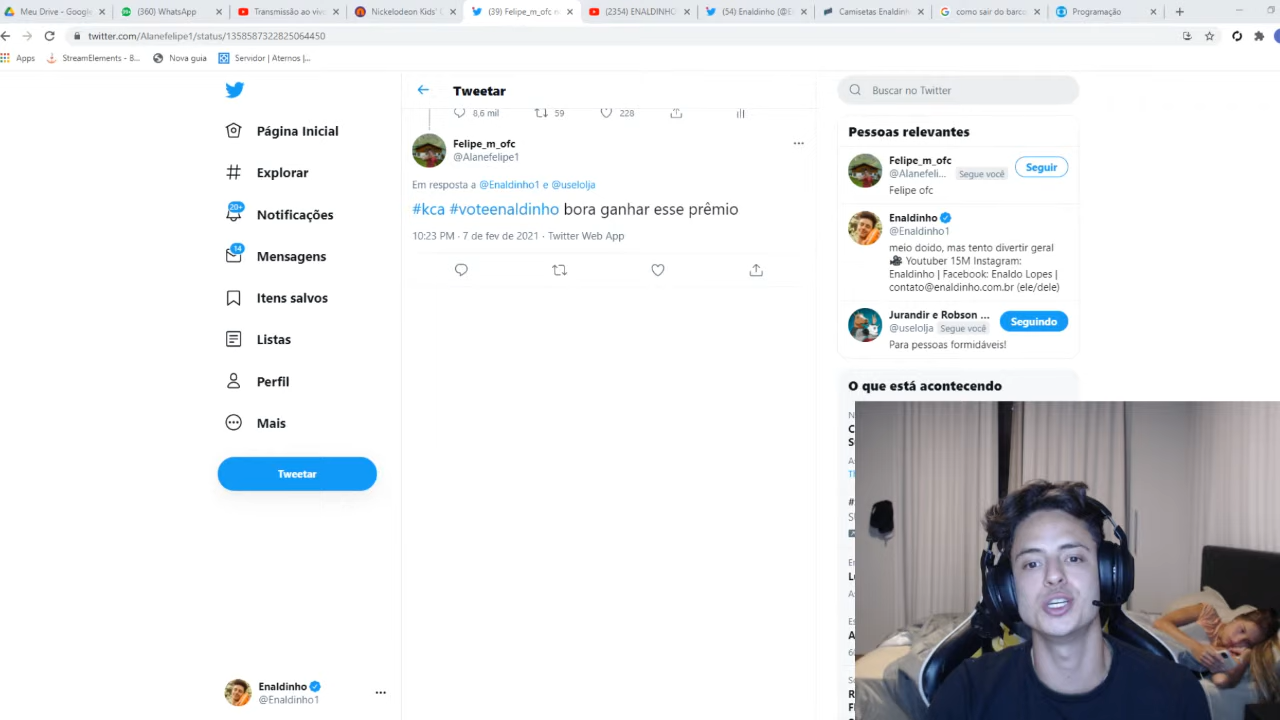 Meu Drive - Google
(360) WhatsApp
Transmissão ao viv
Nickelodeon Kids'
(39) Felipe_m_ofc n
(2354) ENALDINHO
(54) Enaldinho (@E
Camisetas Enaldinh
como sair do barco
Programação
twitter.com/Alanefelipe1/status/1358587322825064450
Apps
StreamElements - B...
Nova guia
Servidor | Aternos |...
Tweetar
Buscar no Twitter
8,6 mil
59
228
Página Inicial
Explorar
20+
Notificações
14
Mensagens
Itens salvos
Listas
Perfil
Mais
Tweetar
Enaldinho
@Enaldinho1
Felipe_m_ofc
@Alanefelipe1
Em resposta a @Enaldinho1 e @uselolja
#kca #voteenaldinho bora ganhar esse prêmio
10:23 PM · 7 de fev de 2021 · Twitter Web App
Pessoas relevantes
Felipe_m_ofc
@Alanefeli... Segue você
Seguir
Felipe ofc
Enaldinho
@Enaldinho1
meio doido, mas tento divertir geral
Youtuber 15M Instagram:
Enaldinho | Facebook: Enaldo Lopes |
contato@enaldinho.com.br (ele/dele)
Jurandir e Robson ...
@uselolja Segue você
Seguindo
Para pessoas formidáveis!
O que está acontecendo